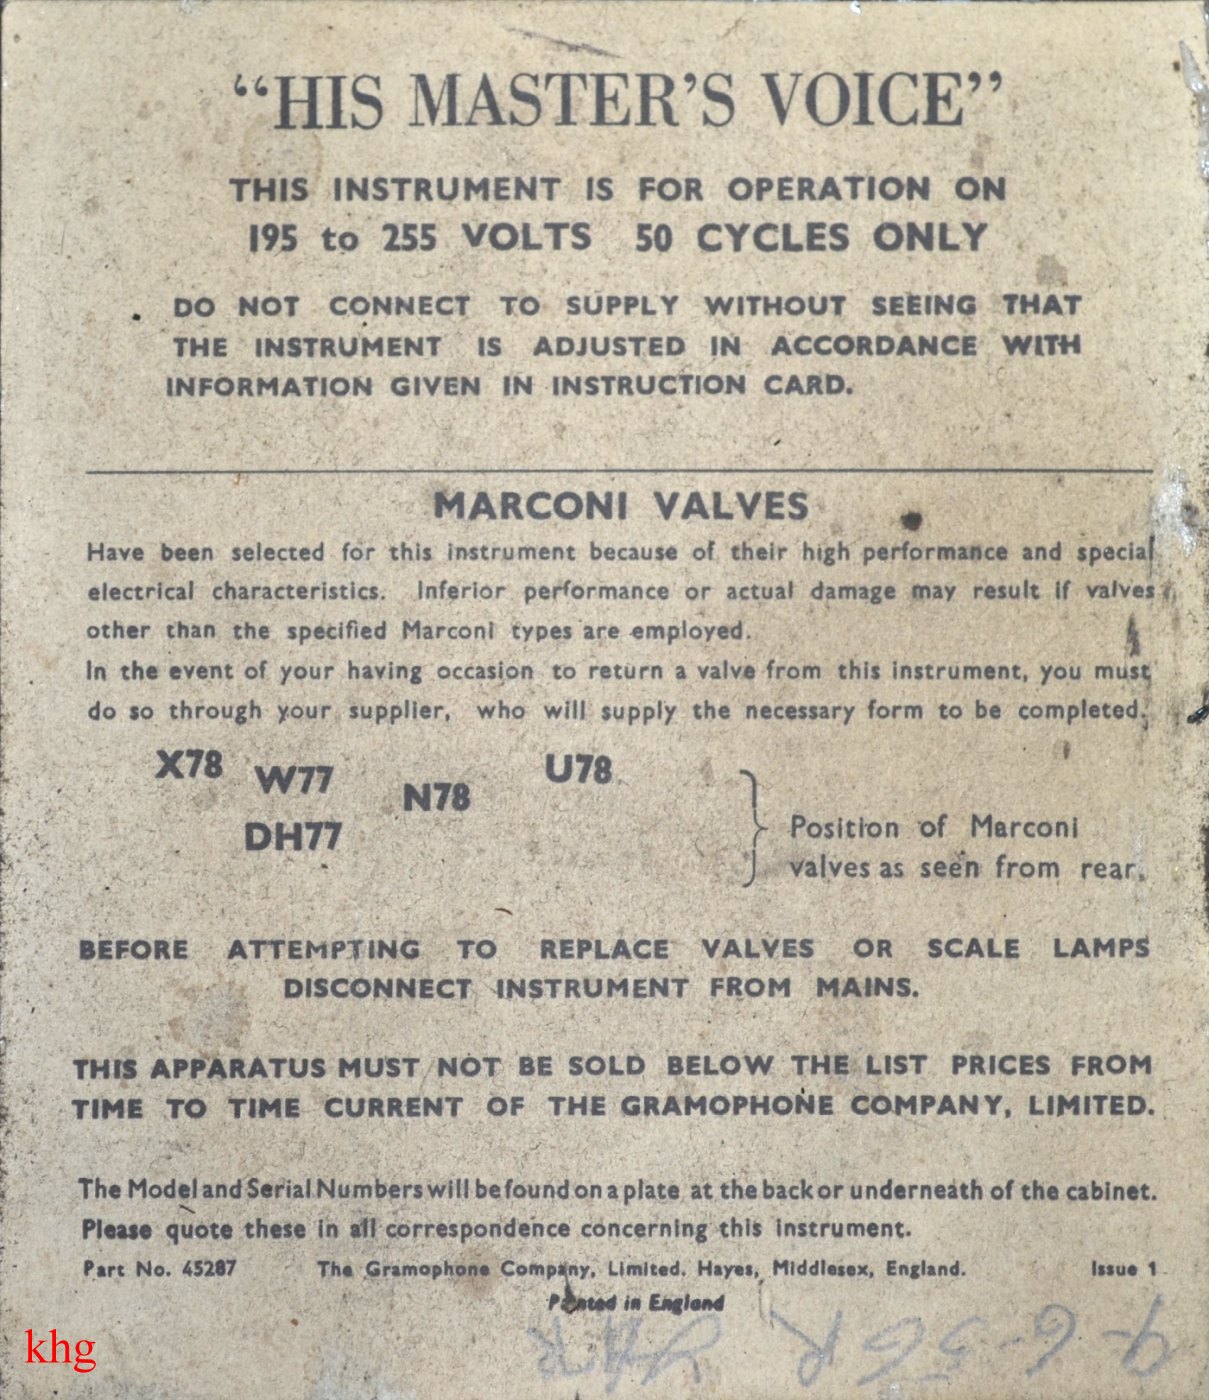 “HIS MASTER’S VOICE”
THIS INSTRUMENT IS FOR OPERATION ON
195 to 255 VOLTS 50 CYCLES ONLY
DO NOT CONNECT TO SUPPLY WITHOUT SEEING THAT
THE INSTRUMENT IS ADJUSTED IN ACCORDANCE WITH
INFORMATION GIVEN IN INSTRUCTION CARD.
MARCONI VALVES
Have been selected for this instrument because of their high performance and special
electrical characteristics. Inferior performance or actual damage may result if valves
other than the specified Marconi types are employed.
In the event of your having occasion to return a valve from this instrument, you must
do so through your supplier, who will supply the necessary form to be completed.
X78 W77 N78 U78
DH77
Position of Marconi
valves as seen from rear.
BEFORE ATTEMPTING TO REPLACE VALVES OR SCALE LAMPS
DISCONNECT INSTRUMENT FROM MAINS.
THIS APPARATUS MUST NOT BE SOLD BELOW THE LIST PRICES FROM
TIME TO TIME CURRENT OF THE GRAMOPHONE COMPANY, LIMITED.
The Model and Serial Numbers will be found on a plate at the back or underneath of the cabinet.
Please quote these in all correspondence concerning this instrument.
Part No. 45287 The Gramophone Company, Limited. Hayes, Middlesex, England. Issue 1
Printed in England
khg